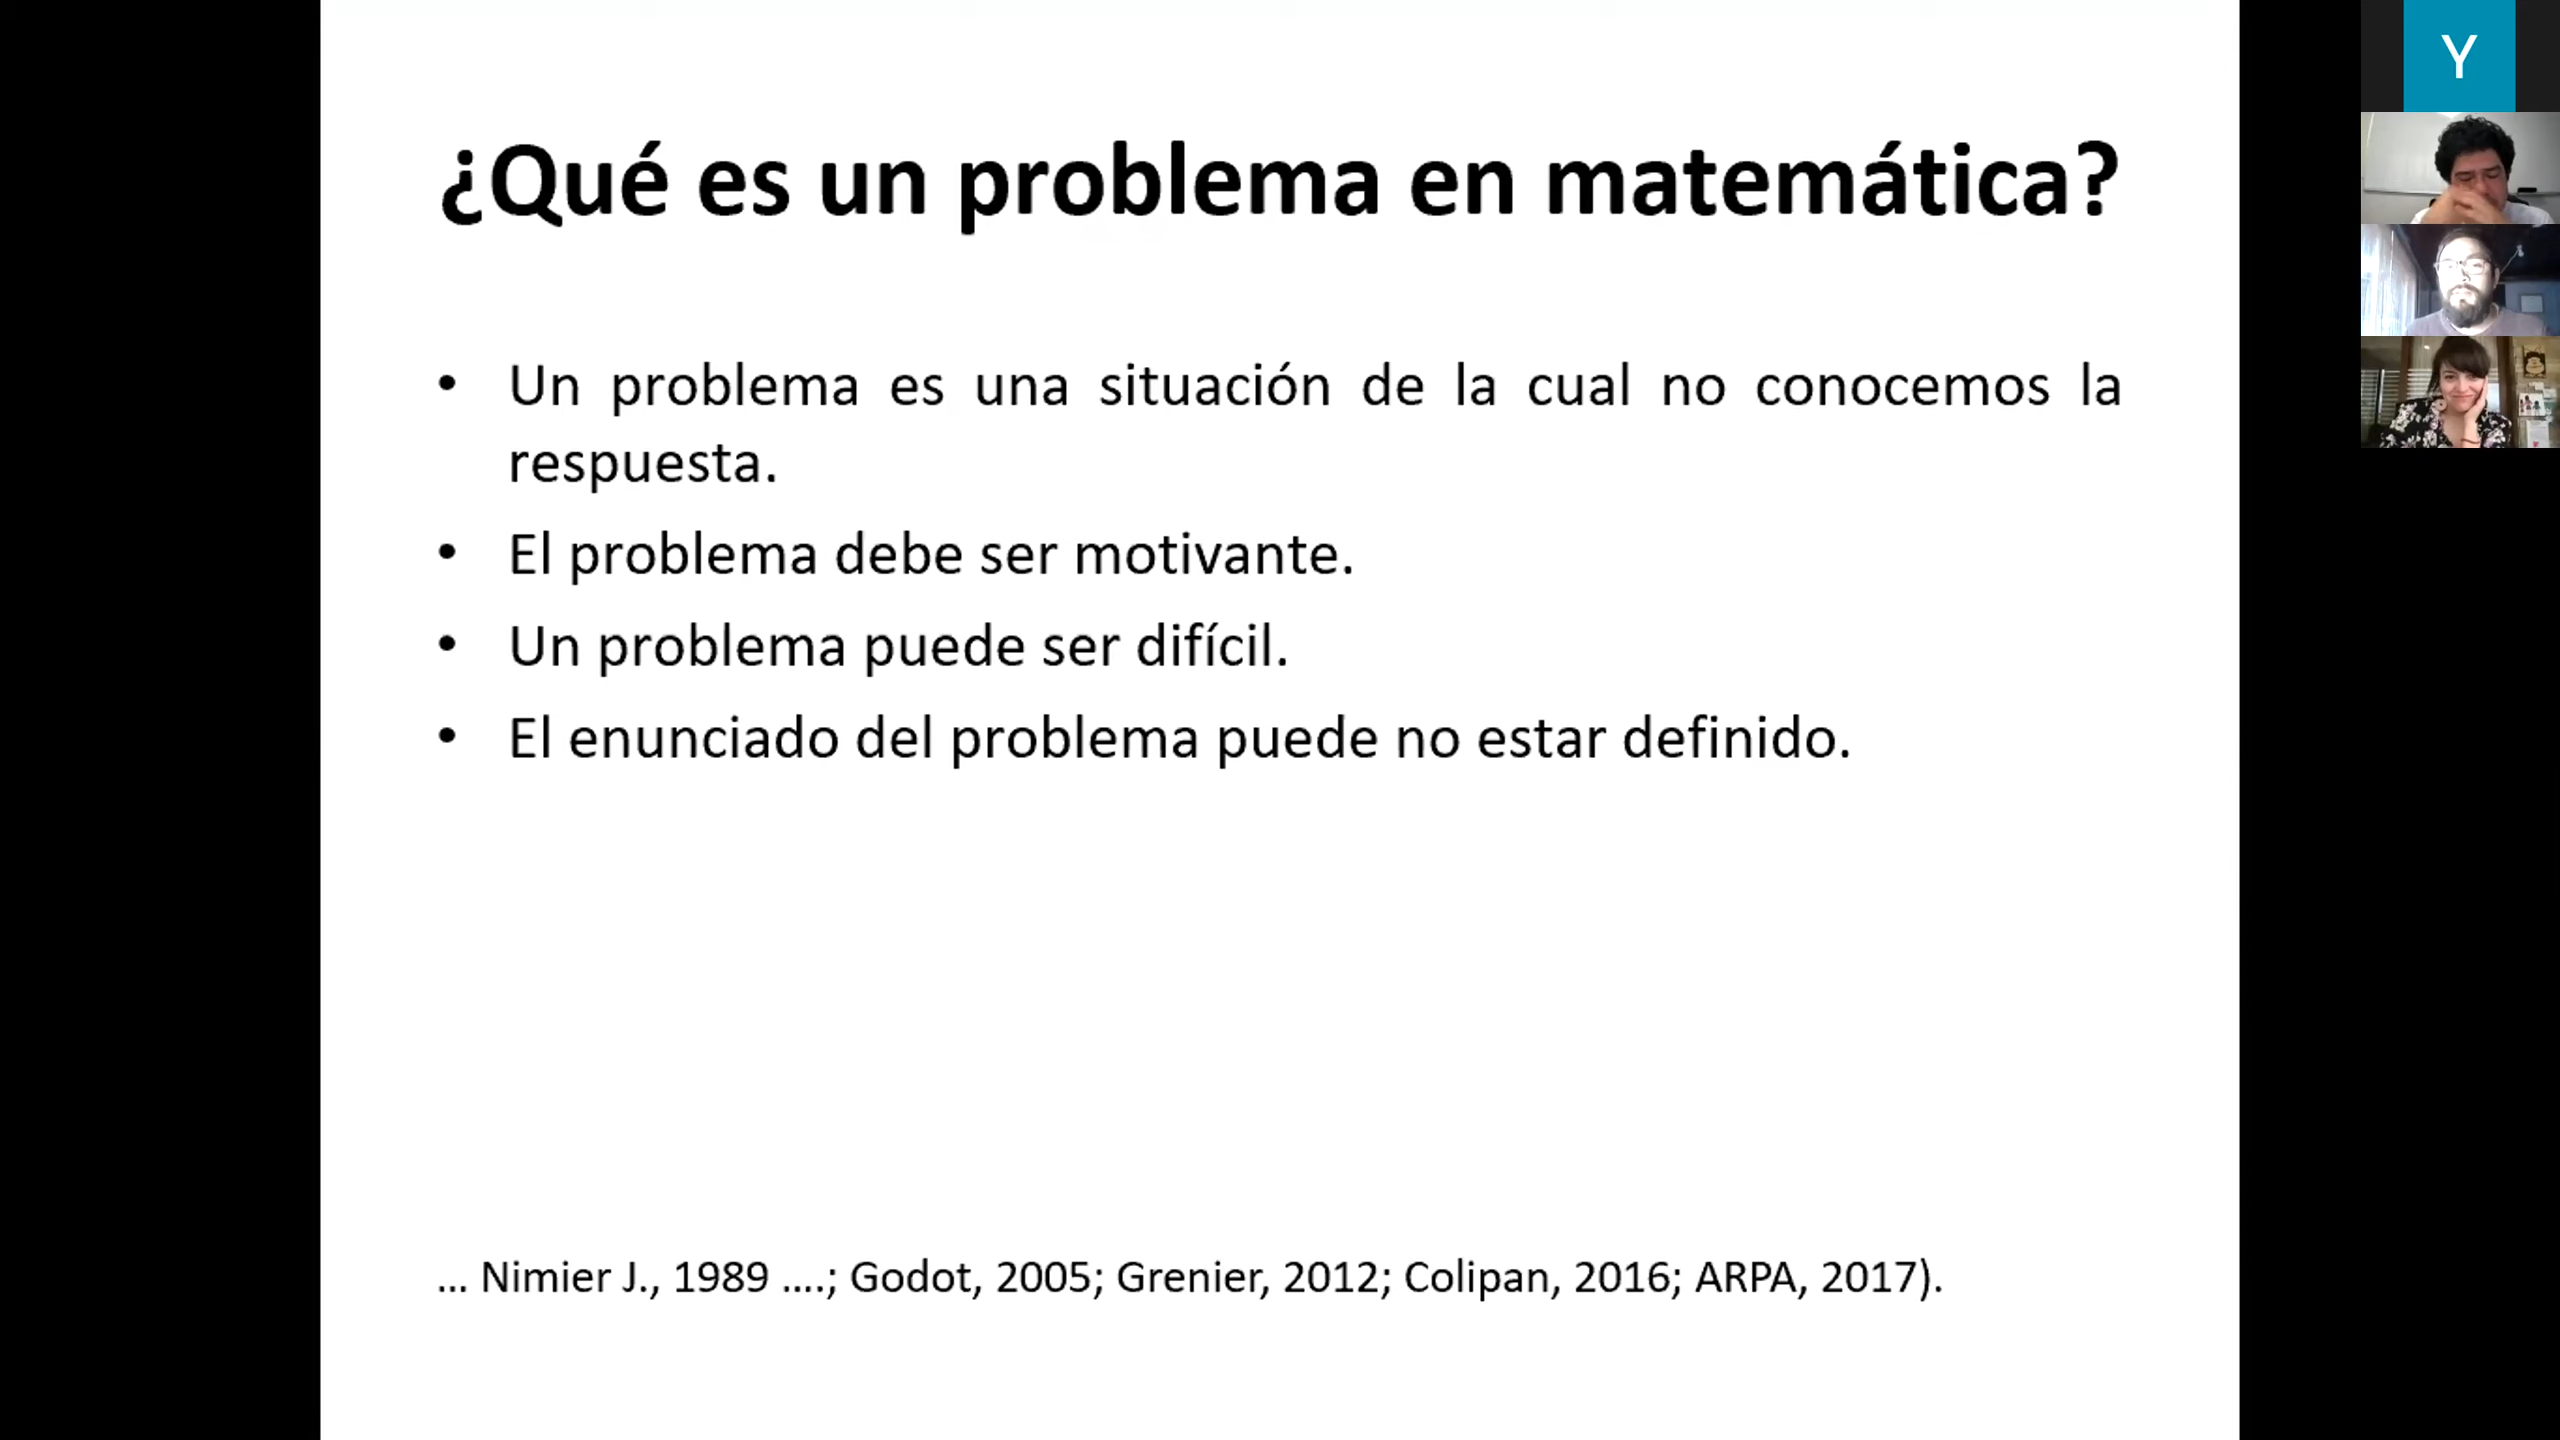 ¿Qué es un problema en matemática?
• Un problema es una situación de la cual no conocemos la
respuesta.
• El problema debe ser motivante.
• Un problema puede ser difícil.
• El enunciado del problema puede no estar definido.
... Nimier J., 1989 ....; Godot, 2005; Grenier, 2012; Colipan, 2016; ARPA, 2017).
Y